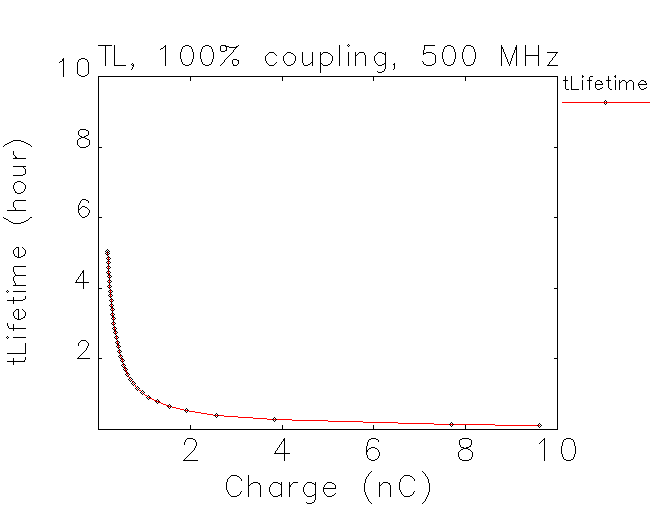 TL, 100% coupling, 500 MHz
tLifetime
10
8
6
4
2
tLifetime (hour)
2 4 6 8 10
Charge (nC)